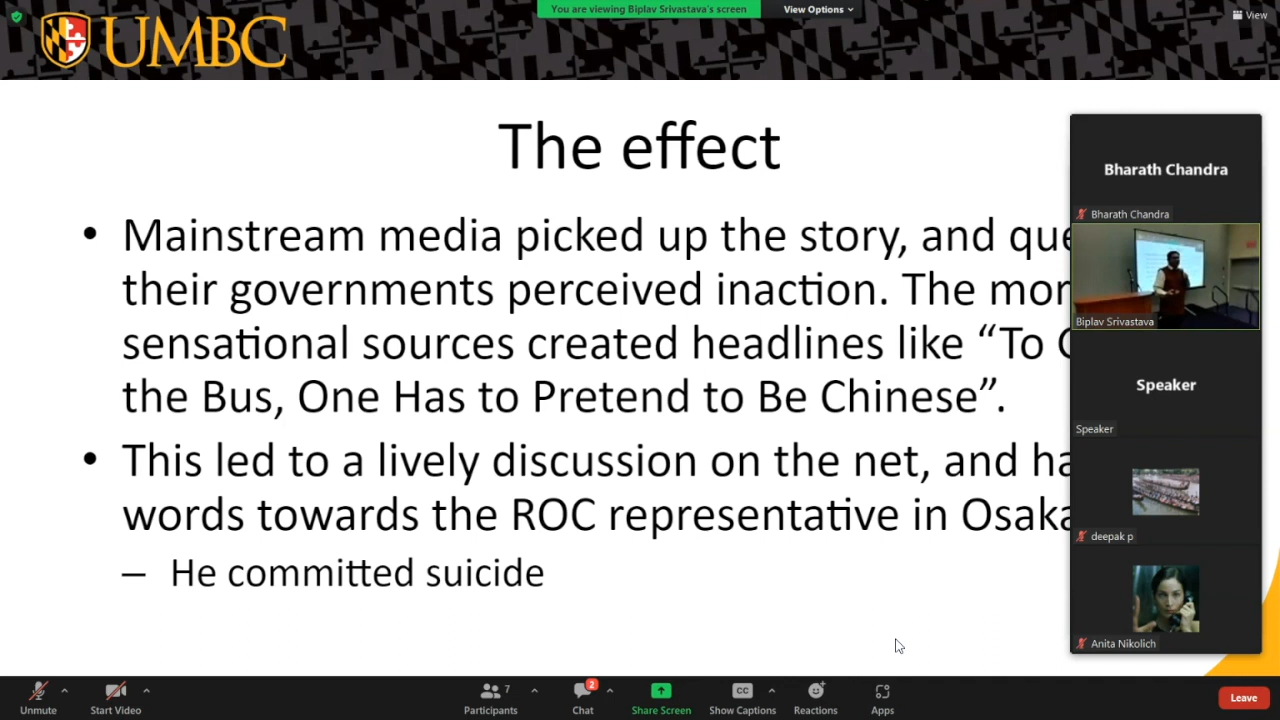 You are viewing Biplav Srivastava's screen
View Options
View
UMBC
The effect
• Mainstream media picked up the story, and
their governments perceived inaction. The
sensational sources created headlines like “To
the Bus, One Has to Pretend to Be Chinese”.
• This led to a lively discussion on the net, and
words towards the ROC representative in Osaka
– He committed suicide
Bharath Chandra
Bharath Chandra
Biplav Srivastava
Speaker
Speaker
deepak p
Anita Nikolich
Unmute
Start Video
Participants
7
Chat
2
Share Screen
CC
Show Captions
Reactions
Apps
Leave